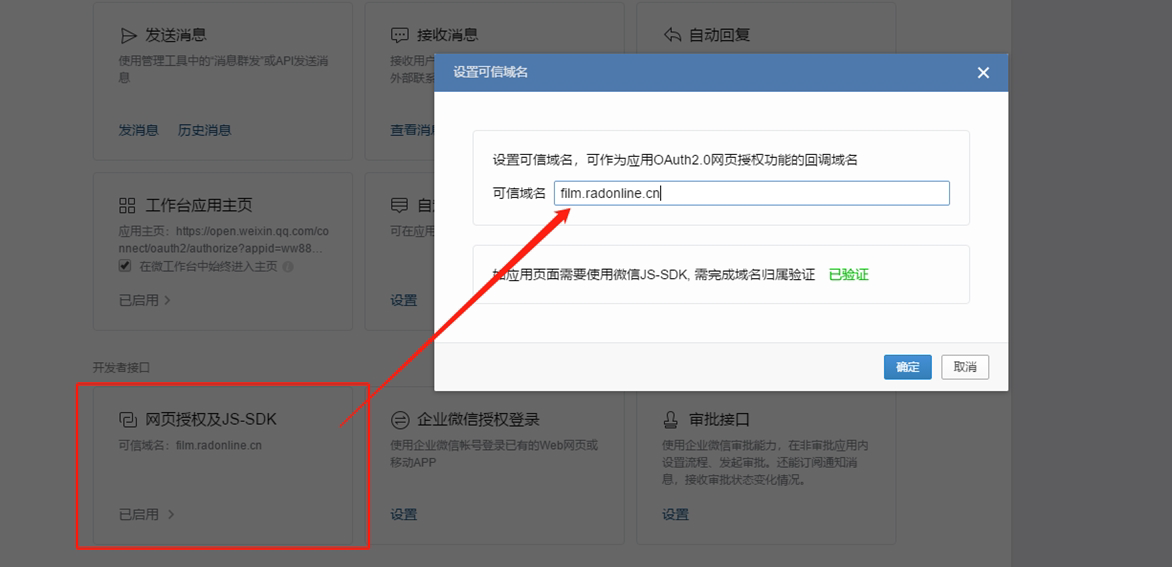 发送消息
使用管理工具中的“消息群发”或API发送消
息
发消息 历史消息
接收消息
接收用户
外部联系
查看消息
自动回复
设置可信域名
设置可信域名，可作为应用OAuth2.0网页授权功能的回调域名
可信域名 film.radonline.cn
如应用页面需要使用微信JS-SDK, 需完成域名归属验证 已验证
确定 取消
工作台应用主页
应用主页：https://open.weixin.qq.com/co
nnect/oauth2/authorize?appid=ww88...
在微工作台中始终进入主页
已启用
自
可在应用
设置
开发者接口
网页授权及JS-SDK
可信域名：film.radonline.cn
已启用
企业微信授权登录
使用企业微信帐号登录已有的Web网页或
移动APP
设置
审批接口
使用企业微信审批能力，在非审批应用内
设置流程、发起审批。还能订阅通知消
息，接收审批状态变化情况。
设置